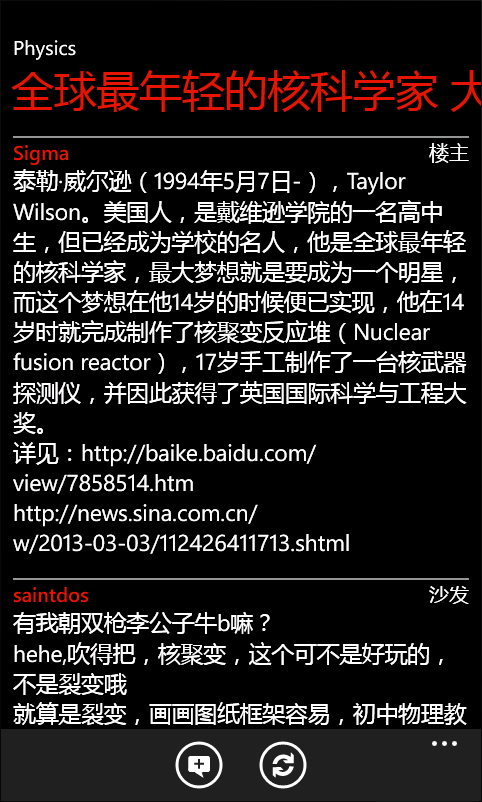 Physics
全球最年轻的核科学家 大
Sigma 楼主
泰勒·威尔逊（1994年5月7日-），Taylor
Wilson。美国人，是戴维逊学院的一名高中
生，但已经成为学校的名人，他是全球最年轻
的核科学家，最大梦想就是要成为一个明星，
而这个梦想在他14岁的时候便已实现，他在14
岁时就完成制作了核聚变反应堆（Nuclear
fusion reactor），17岁手工制作了一台核武器
探测仪，并因此获得了英国国际科学与工程大
奖。
详见：http://baike.baidu.com/
view/7858514.htm
http://news.sina.com.cn/
w/2013-03-03/112426411713.shtml
saintdos 沙发
有我朝双枪李公子牛b嘛？
hehe,吹得把，核聚变，这个可不是好玩的，
不是裂变哦
就算是裂变，画画图纸框架容易，初中物理教